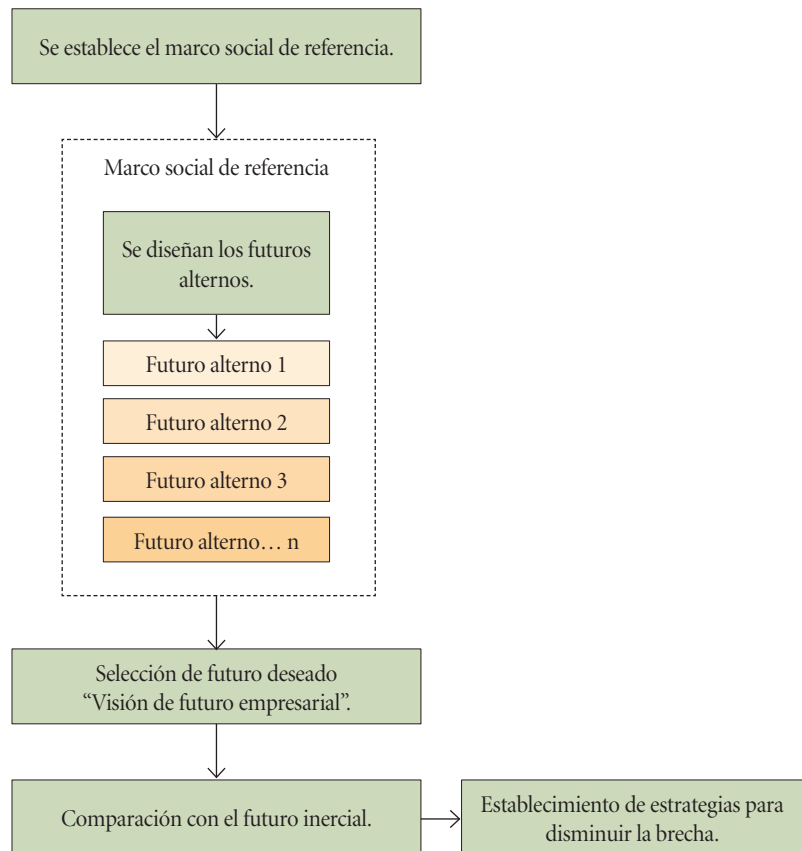 Se establece el marco social de referencia.
Marco social de referencia
Se diseñan los futuros
alternos.
Futuro alterno 1
Futuro alterno 2
Futuro alterno 3
Futuro alterno… n
Selección de futuro deseado
“Visión de futuro empresarial”.
Comparación con el futuro inercial.
Establecimiento de estrategias para
disminuir la brecha.